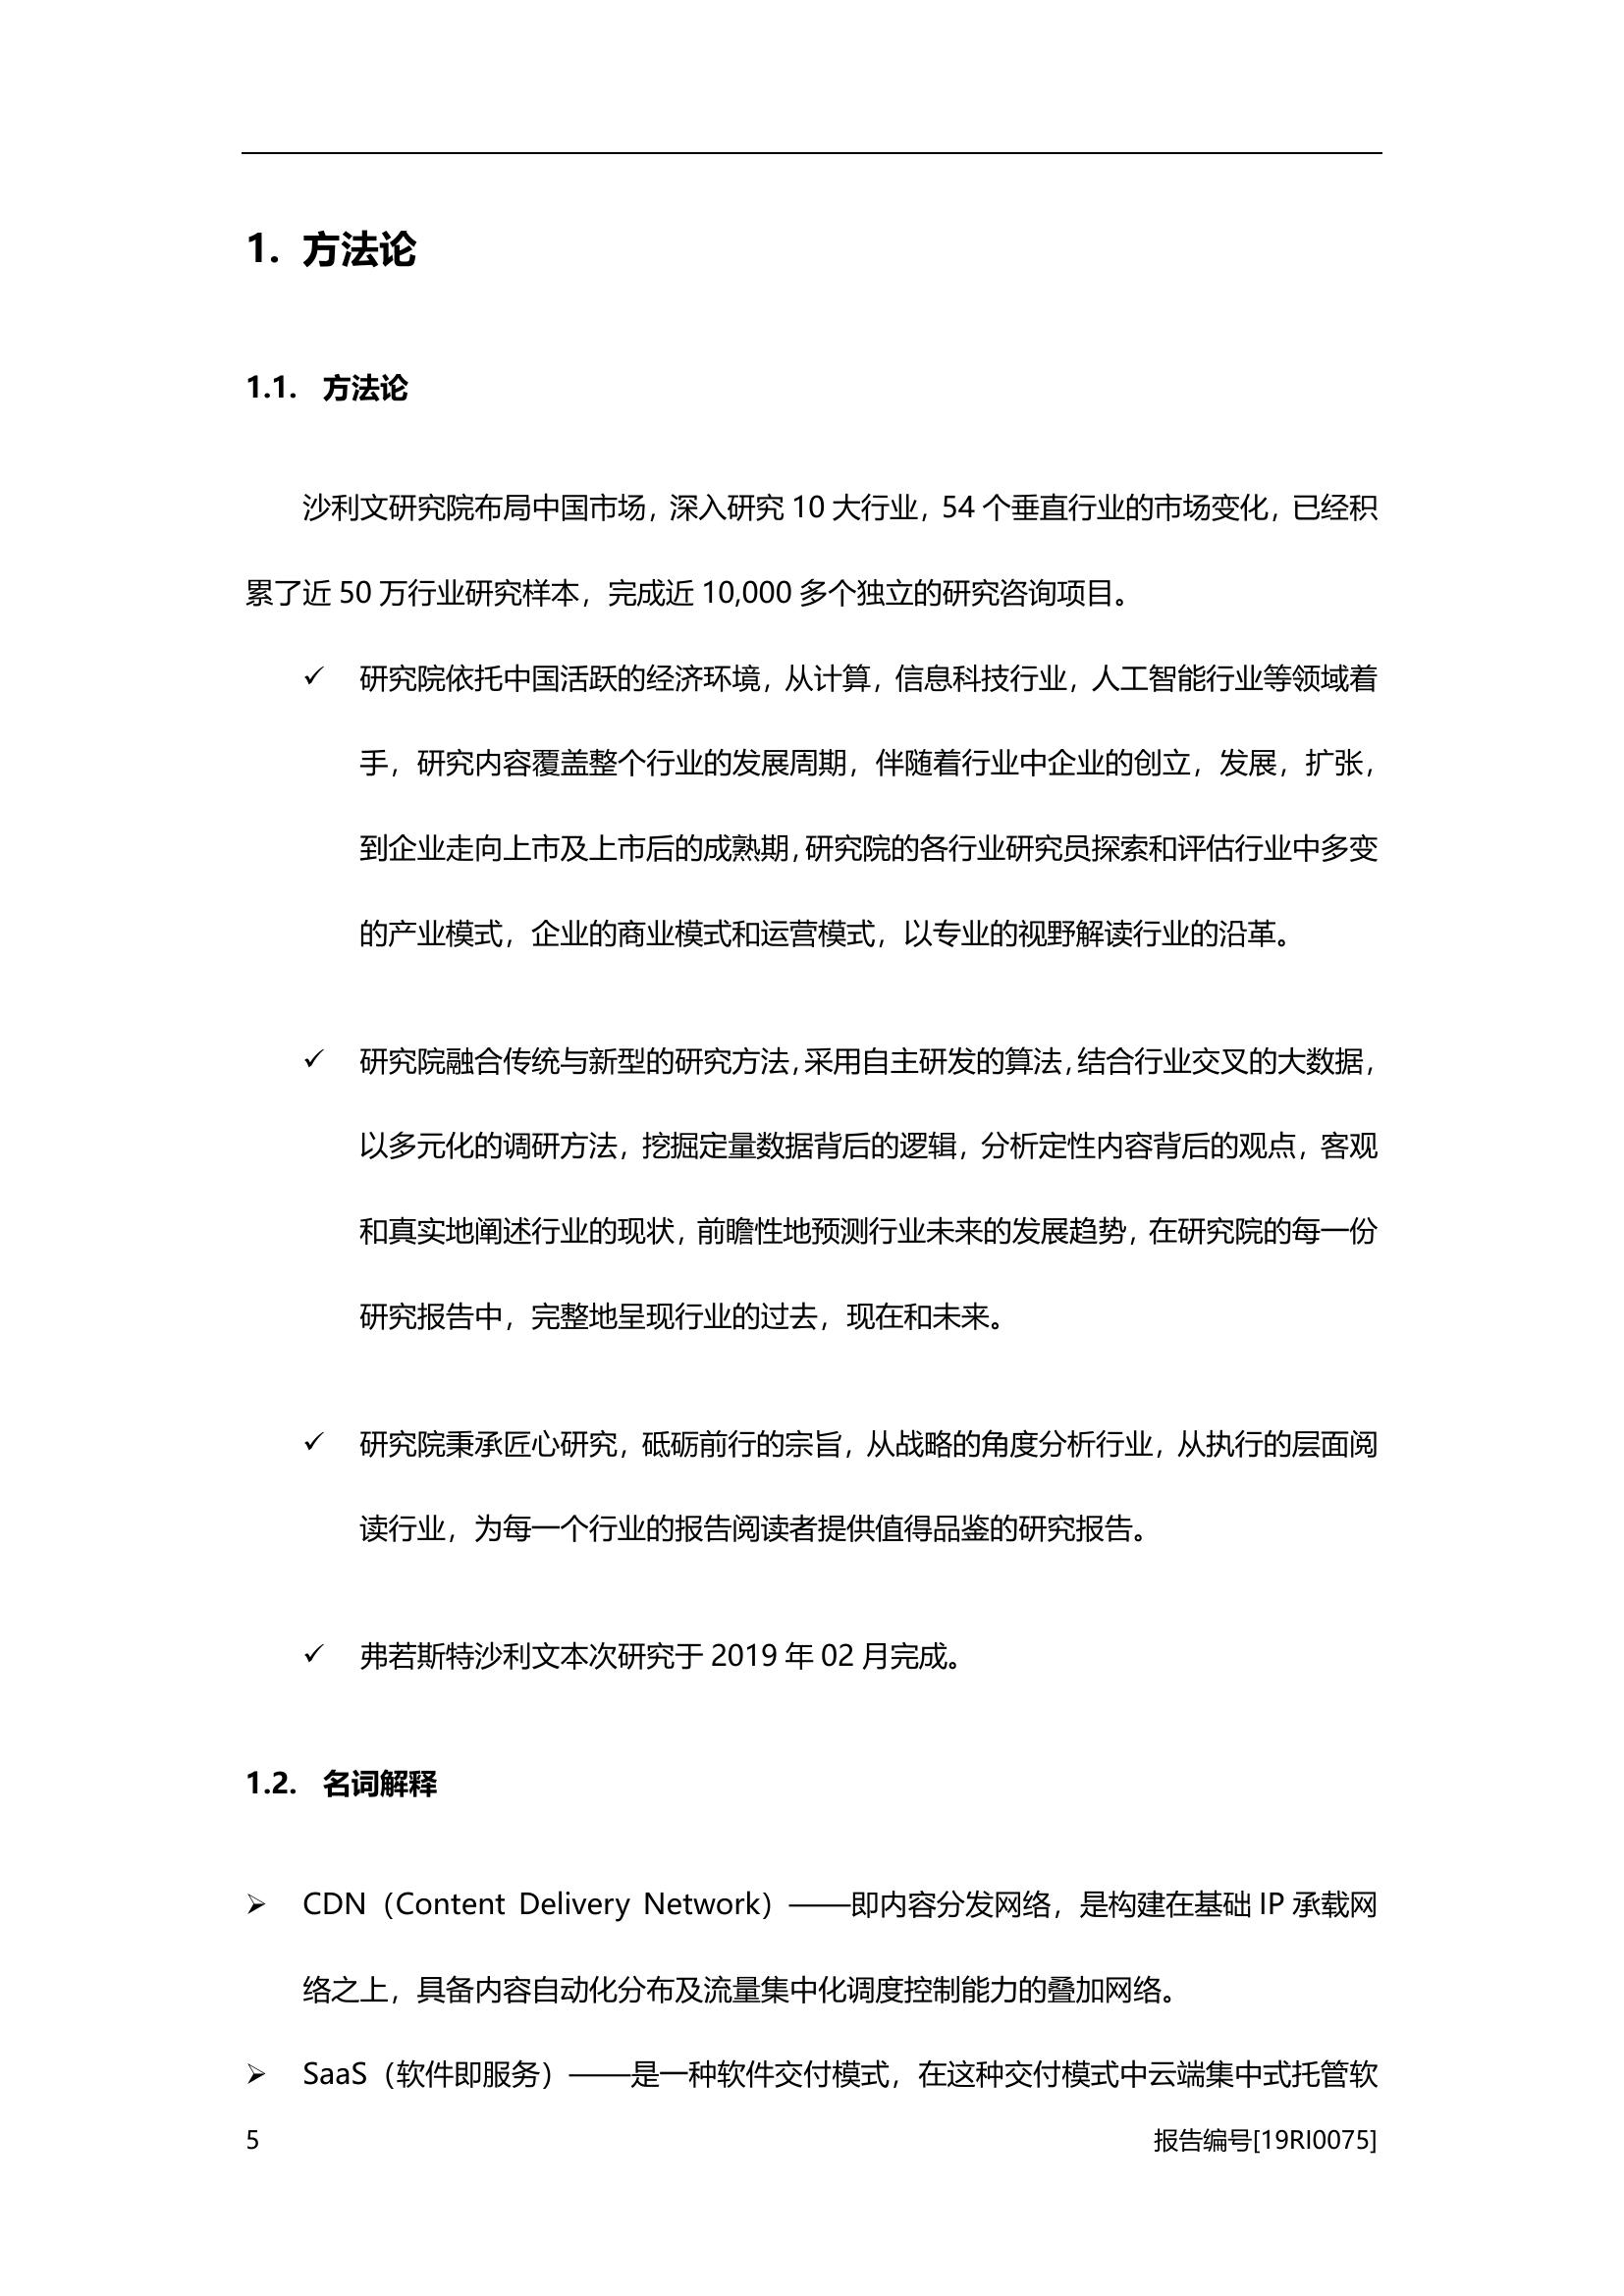 1. 方法论
1.1. 方法论
沙利文研究院布局中国市场，深入研究 10 大行业，54 个垂直行业的市场变化，已经积
累了近 50 万行业研究样本，完成近 10,000 多个独立的研究咨询项目。
✓ 研究院依托中国活跃的经济环境，从计算，信息科技行业，人工智能行业等领域着
手，研究内容覆盖整个行业的发展周期，伴随着行业中企业的创立，发展，扩张，
到企业走向上市及上市后的成熟期，研究院的各行业研究员探索和评估行业中多变
的产业模式，企业的商业模式和运营模式，以专业的视野解读行业的沿革。
✓ 研究院融合传统与新型的研究方法，采用自主研发的算法，结合行业交叉的大数据，
以多元化的调研方法，挖掘定量数据背后的逻辑，分析定性内容背后的观点，客观
和真实地阐述行业的现状，前瞻性地预测行业未来的发展趋势，在研究院的每一份
研究报告中，完整地呈现行业的过去，现在和未来。
✓ 研究院秉承匠心研究，砥砺前行的宗旨，从战略的角度分析行业，从执行的层面阅
读行业，为每一个行业的报告阅读者提供值得品鉴的研究报告。
✓ 弗若斯特沙利文本次研究于 2019 年 02 月完成。
1.2. 名词解释
➢ CDN（Content Delivery Network）——即内容分发网络，是构建在基础 IP 承载网
络之上，具备内容自动化分布及流量集中化调度控制能力的叠加网络。
➢ SaaS（软件即服务）——是一种软件交付模式，在这种交付模式中云端集中式托管软
5 报告编号[19RI0075]